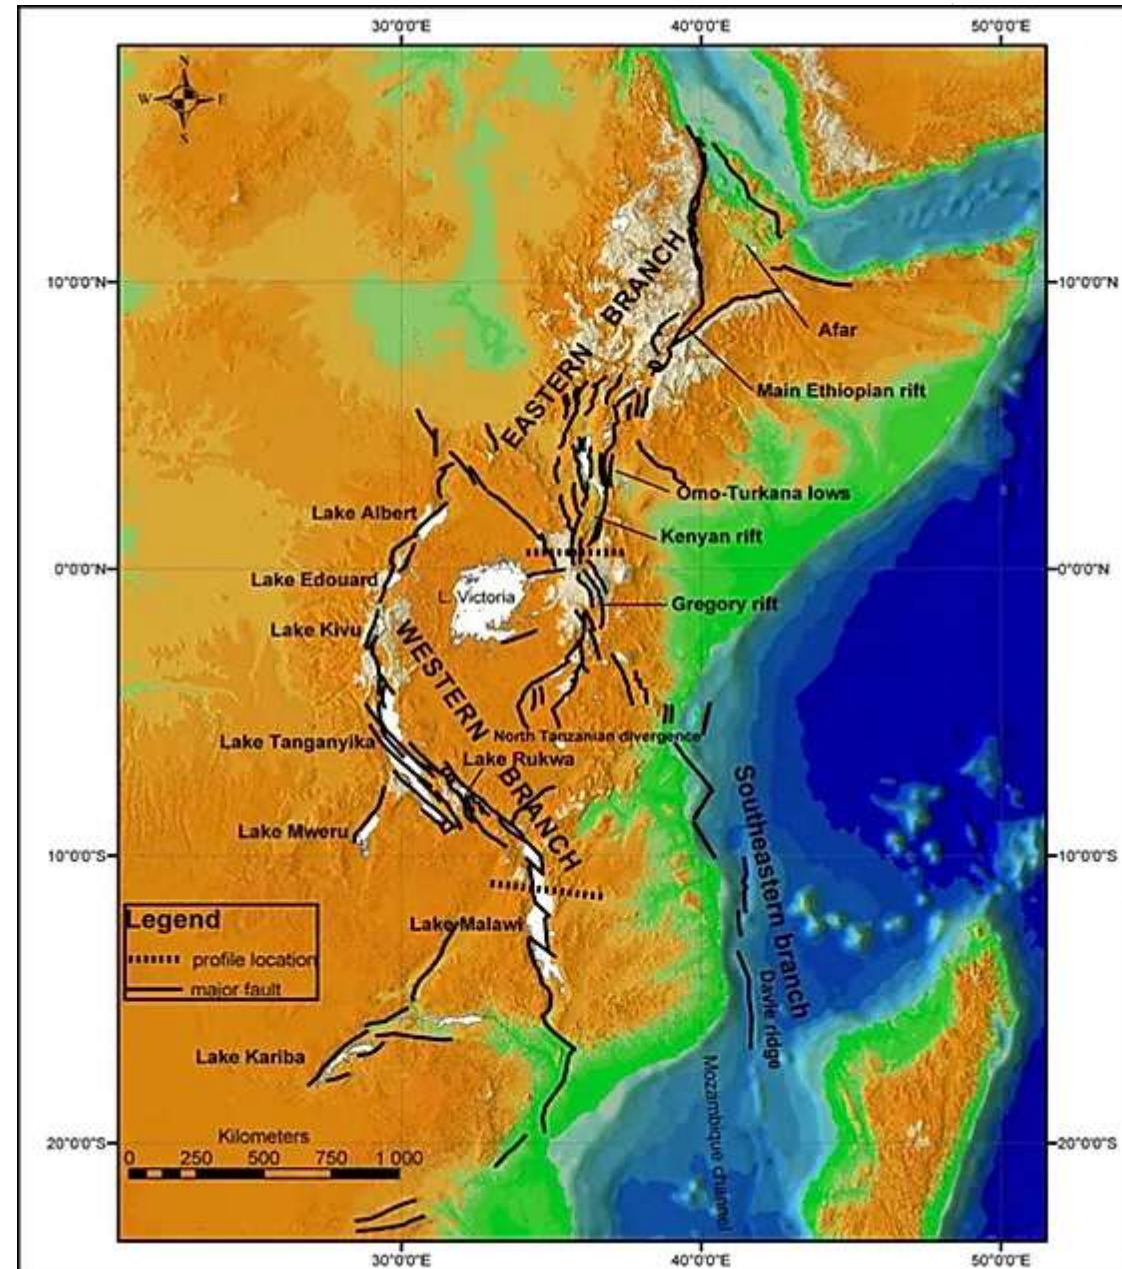 30°0'0"E 40°0'0"E 50°0'0"E
N
W E
S
10°0'0"N 10°0'0"N
EASTERN BRANCH
Afar
Main Ethiopian rift
Omo-Turkana lows
Lake Albert
Kenyan rift
0°0'0"N 0°0'0"N
Lake Edouard
L. Victoria
Gregory rift
Lake Kivu
WESTERN BRANCH
North Tanzanian divergence
Lake Tanganyika
Lake Rukwa
Southeastern branch
Lake Mweru
10°0'0"S 10°0'0"S
Lake Malawi
Legend
profile location
major fault
Davie ridge
Lake Kariba
Mozambique channel
20°0'0"S 20°0'0"S
Kilometers
0 250 500 750 1 000
30°0'0"E 40°0'0"E 50°0'0"E